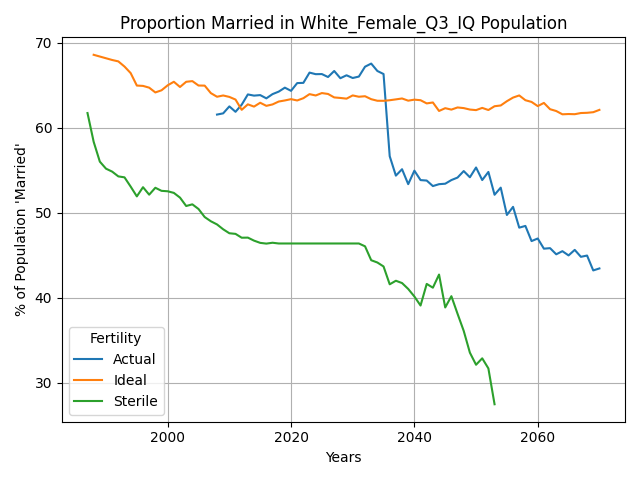 Proportion Married in White_Female_Q3_IQ Population
% of Population 'Married'
70
60
50
40
30
Fertility
Actual
Ideal
Sterile
2000
2020
2040
2060
Years